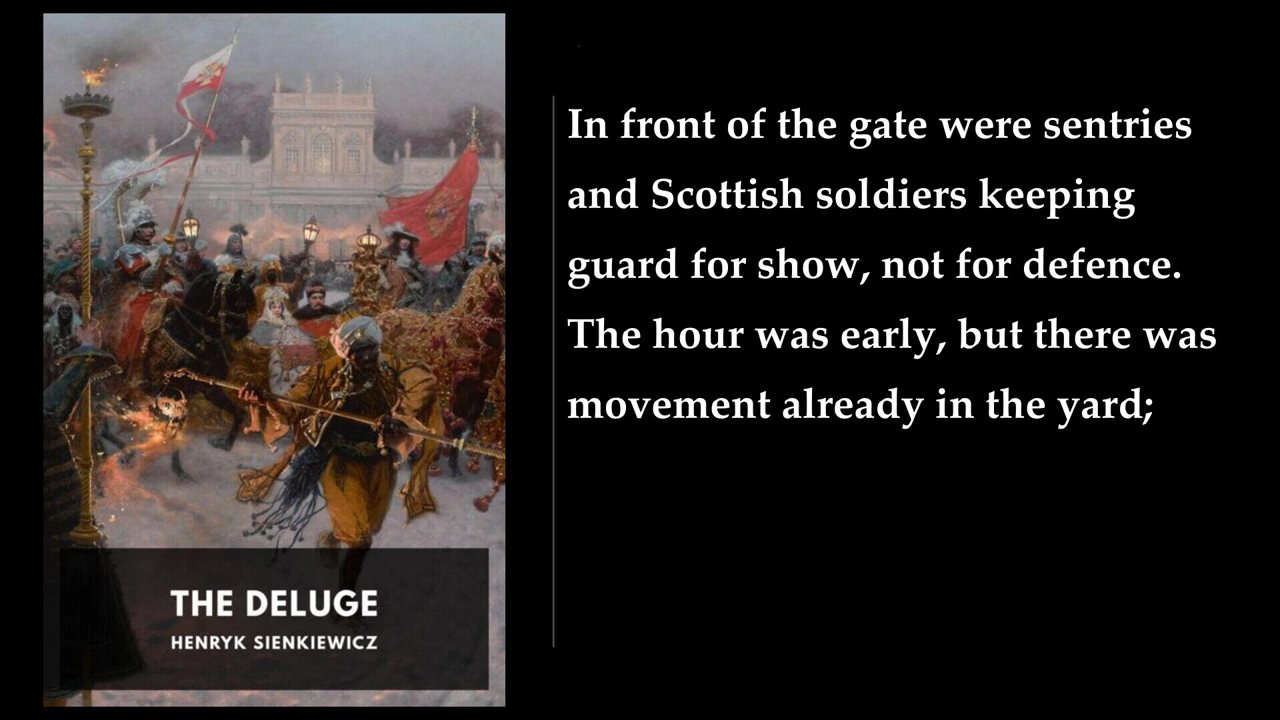 THE DELUGE
HENRYK SIENKIEWICZ
In front of the gate were sentries
and Scottish soldiers keeping
guard for show, not for defence.
The hour was early, but there was
movement already in the yard;